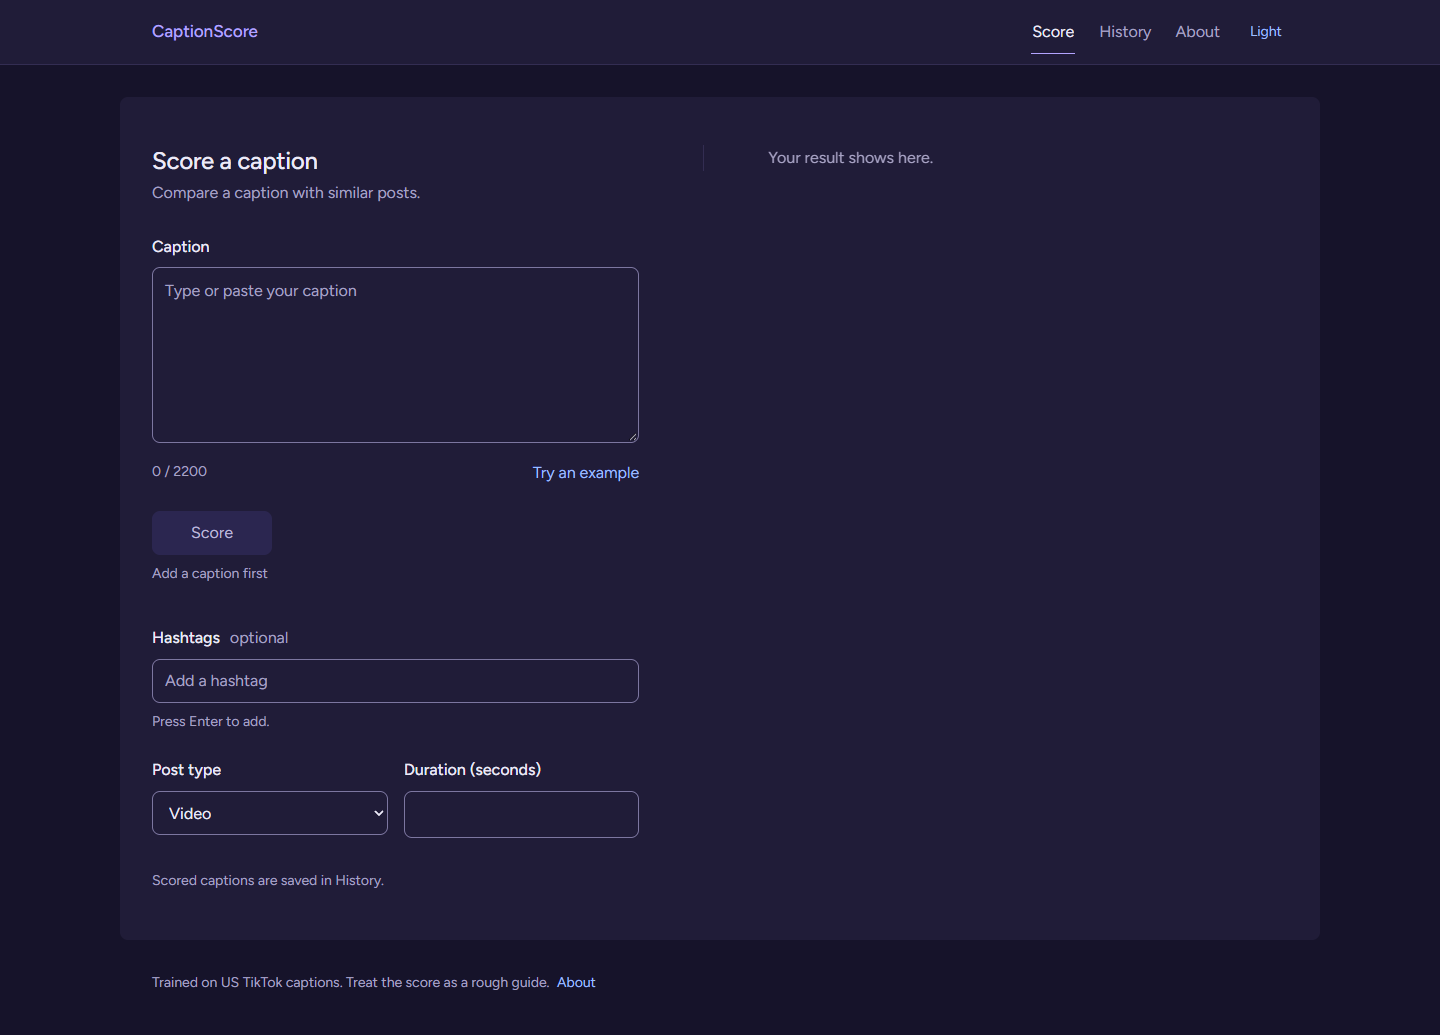 CaptionScore
Score
History
About
Light
Score a caption
Compare a caption with similar posts.
Your result shows here.
Caption
Type or paste your caption
0 / 2200
Try an example
Score
Add a caption first
Hashtags optional
Add a hashtag
Press Enter to add.
Post type
Duration (seconds)
Video
Scored captions are saved in History.
Trained on US TikTok captions. Treat the score as a rough guide. About